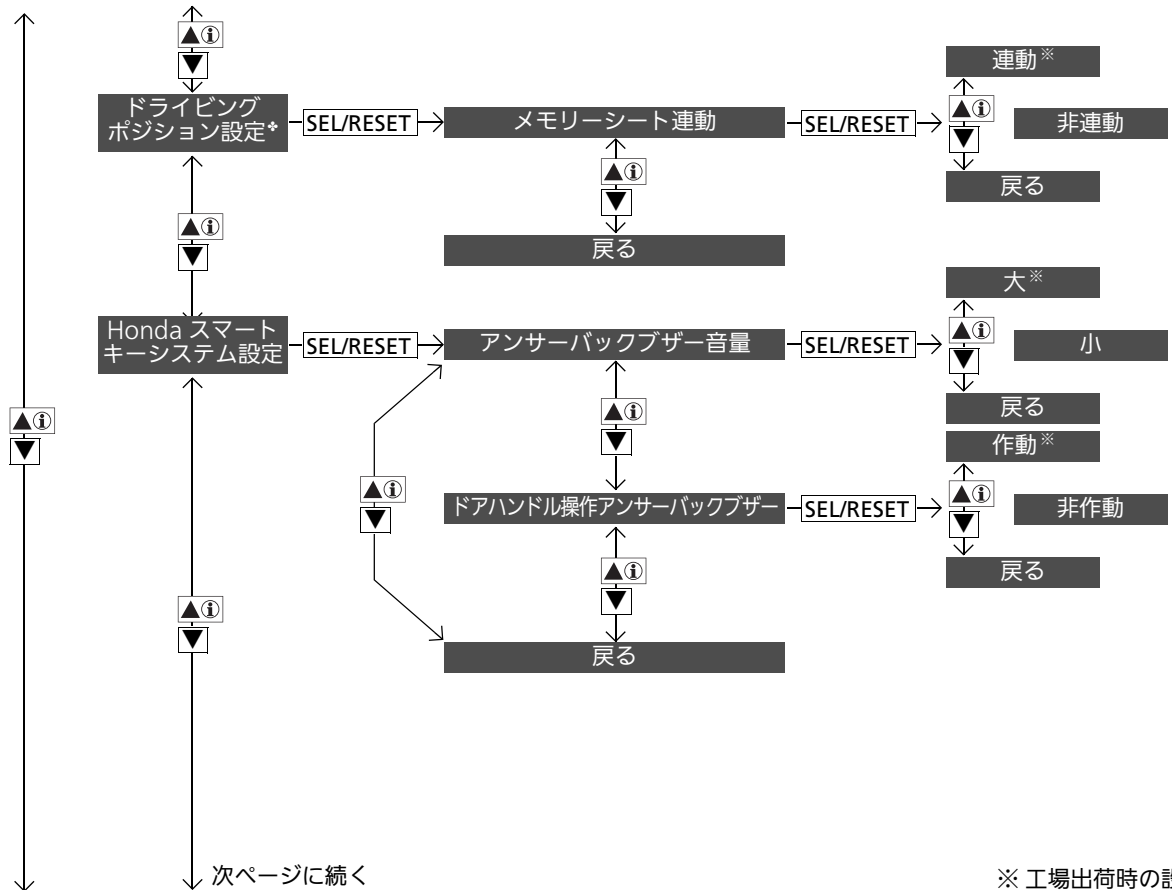 ▲ⓘ
▼
ドライビング
ポジション設定✤
SEL/RESET
メモリーシート連動
SEL/RESET
連動※
▲ⓘ
▼
非連動
戻る
▲ⓘ
▼
戻る
▲ⓘ
▼
Honda スマート
キーシステム設定
SEL/RESET
アンサーバックブザー音量
SEL/RESET
大※
▲ⓘ
▼
小
戻る
▲ⓘ
▼
▲ⓘ
▼
▲ⓘ
▼
ドアハンドル操作アンサーバックブザー
SEL/RESET
作動※
▲ⓘ
▼
非作動
戻る
▲ⓘ
▼
戻る
▲ⓘ
▼
次ページに続く
※ 工場出荷時の